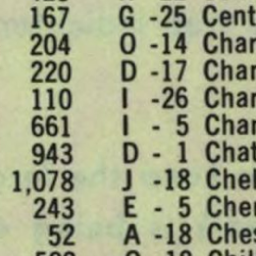 167 G -25 Cent
204 O -14 Char
220 D -17 Char
110 I -26 Char
661 I - 5 Char
943 D - 1 Chat
1,078 J -18 Chel
243 E - 5 Cher
52 A -18 Ches